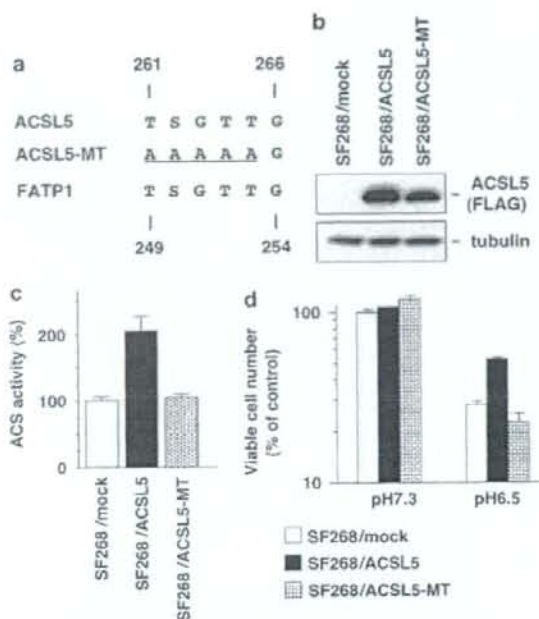 a
261 266
ACSL5 T S G T T G
ACSL5-MT A A A A A G
FATP1 T S G T T G
249 254
b
SF268/mock
SF268/ACSL5
SF268/ACSL5-MT
ACSL5
(FLAG)
tubulin
c
ACS activity (%)
200
100
0
SF268/mock
SF268/ACSL5
SF268/ACSL5-MT
d
Viable cell number
(% of control)
100
10
pH7.3 pH6.5
SF268/mock
SF268/ACSL5
SF268/ACSL5-MT